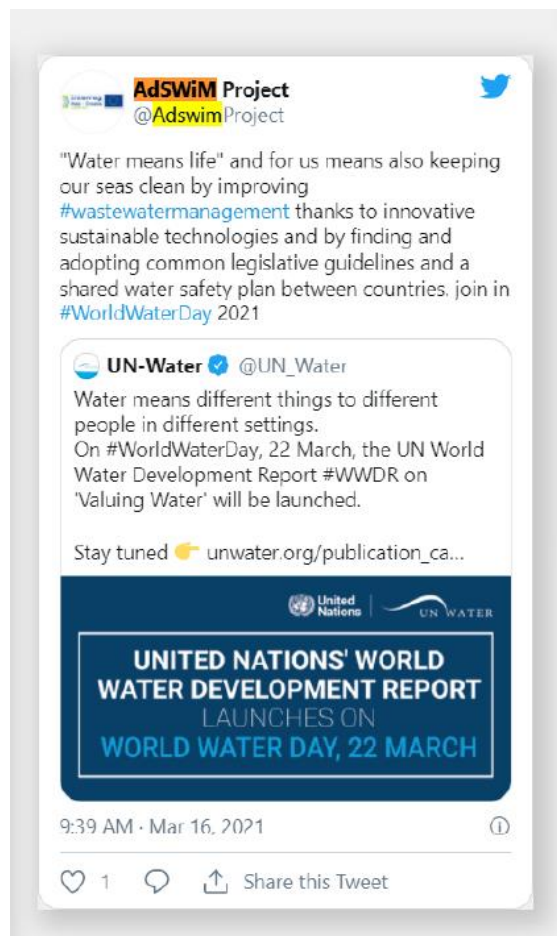 AdSWiM Project
@AdswimProject
"Water means life" and for us means also keeping
our seas clean by improving
#wastewatermanagement thanks to innovative
sustainable technologies and by finding and
adopting common legislative guidelines and a
shared water safety plan between countries. join in
#WorldWaterDay 2021
UN-Water @UN_Water
Water means different things to different
people in different settings.
On #WorldWaterDay, 22 March, the UN World
Water Development Report #WWDR on
'Valuing Water' will be launched.
Stay tuned 👉 unwater.org/publication_ca...
United
Nations
UN WATER
UNITED NATIONS' WORLD
WATER DEVELOPMENT REPORT
LAUNCHES ON
WORLD WATER DAY, 22 MARCH
9:39 AM · Mar 16, 2021
1
Share this Tweet